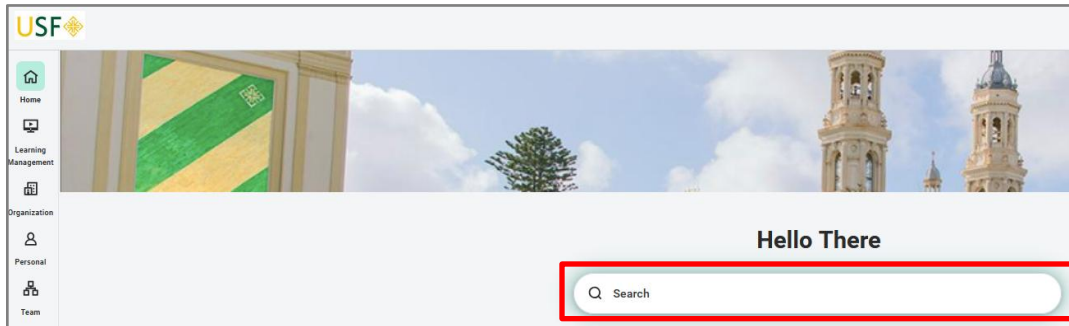 USF
Home
Learning
Management
Organization
Personal
Team
Hello There
Search